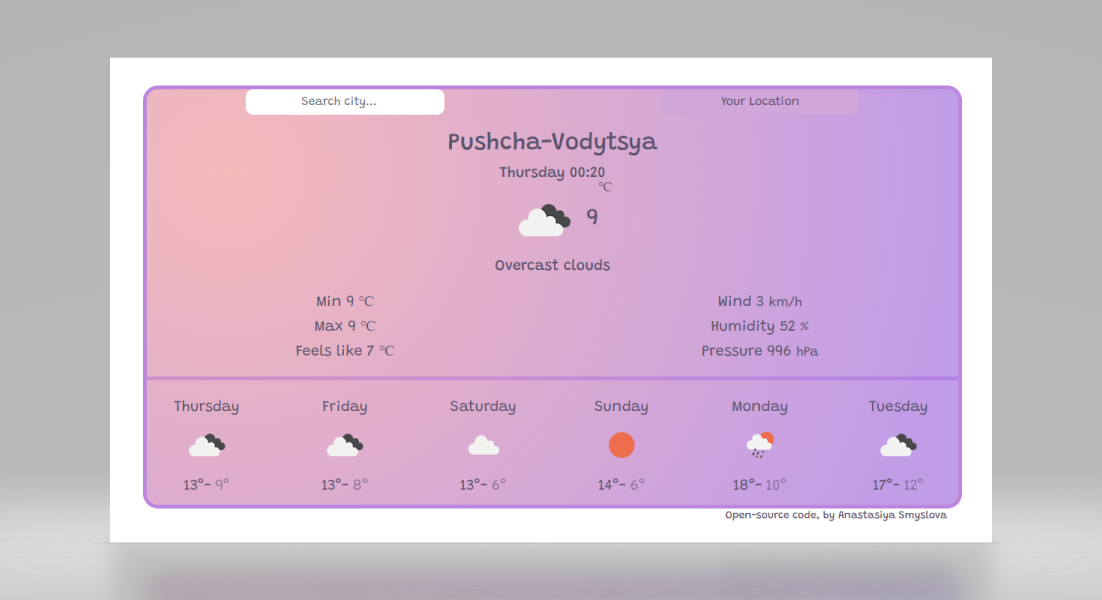 Search city...
Your Location
Pushcha-Vodytsya
Thursday 00:20
°C
9
Overcast clouds
Min 9 °C
Max 9 °C
Feels like 7 °C
Wind 3 km/h
Humidity 52 %
Pressure 996 hPa
Thursday Friday Saturday Sunday Monday Tuesday
13°- 9° 13°- 8° 13°- 6° 14°- 6° 18°- 10° 17°- 12°
Open-source code, by Anastasiya Smyslova